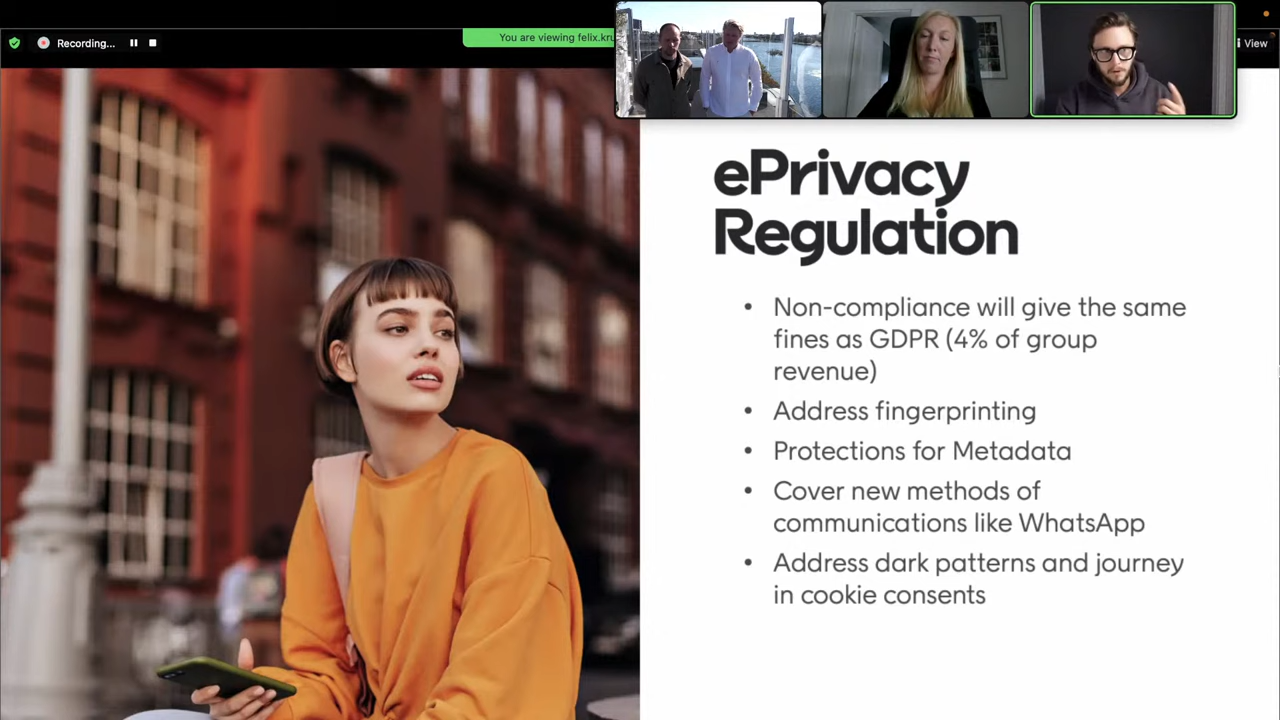 Recording...
You are viewing felix.kru
View
ePrivacy
Regulation
• Non-compliance will give the same
fines as GDPR (4% of group
revenue)
• Address fingerprinting
• Protections for Metadata
• Cover new methods of
communications like WhatsApp
• Address dark patterns and journey
in cookie consents